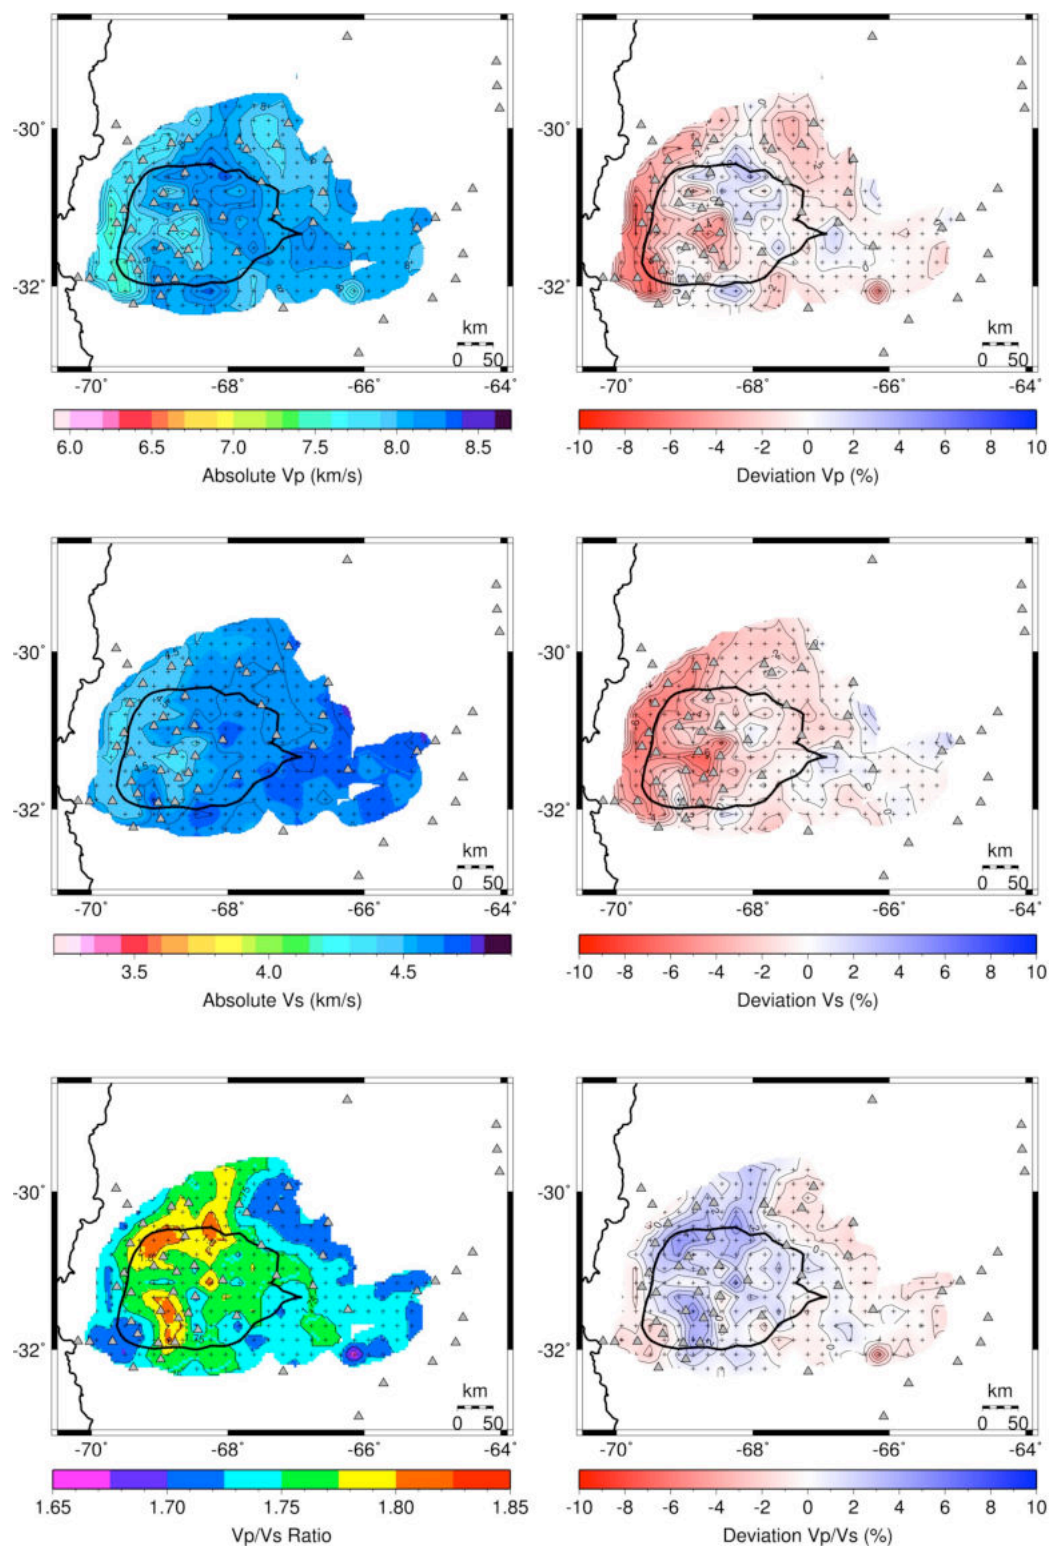 -30˚
-32˚
km
0 50
-70˚ -68˚ -66˚ -64˚
km
0 50
-70˚ -68˚ -66˚ -64˚
6.0 6.5 7.0 7.5 8.0 8.5
Absolute Vp (km/s)
-10 -8 -6 -4 -2 0 2 4 6 8 10
Deviation Vp (%)
-30˚
-32˚
-30˚
-32˚
km
0 50
-70˚ -68˚ -66˚ -64˚
km
0 50
-70˚ -68˚ -66˚ -64˚
3.5 4.0 4.5
Absolute Vs (km/s)
-10 -8 -6 -4 -2 0 2 4 6 8 10
Deviation Vs (%)
-30˚
-32˚
-30˚
-32˚
km
0 50
-70˚ -68˚ -66˚ -64˚
km
0 50
-70˚ -68˚ -66˚ -64˚
1.65 1.70 1.75 1.80 1.85
Vp/Vs Ratio
-10 -8 -6 -4 -2 0 2 4 6 8 10
Deviation Vp/Vs (%)
-30˚
-32˚